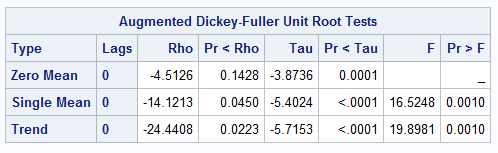 Augmented Dickey-Fuller Unit Root Tests
Type Lags Rho Pr < Rho Tau Pr < Tau F Pr > F
Zero Mean 0 -4.5126 0.1428 -3.8736 0.0001 _
Single Mean 0 -14.1213 0.0450 -5.4024 <.0001 16.5248 0.0010
Trend 0 -24.4408 0.0223 -5.7153 <.0001 19.8981 0.0010